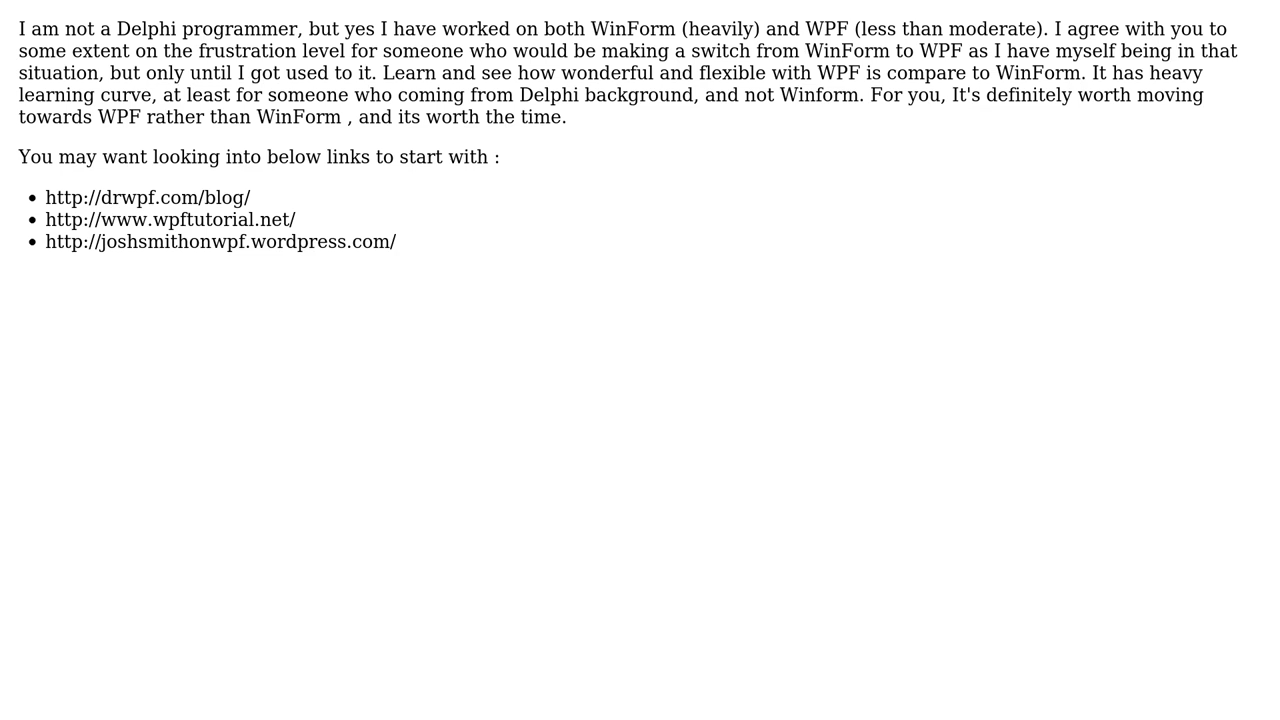 I am not a Delphi programmer, but yes I have worked on both WinForm (heavily) and WPF (less than moderate). I agree with you to
some extent on the frustration level for someone who would be making a switch from WinForm to WPF as I have myself being in that
situation, but only until I got used to it. Learn and see how wonderful and flexible with WPF is compare to WinForm. It has heavy
learning curve, at least for someone who coming from Delphi background, and not Winform. For you, It's definitely worth moving
towards WPF rather than WinForm , and its worth the time.
You may want looking into below links to start with :
• http://drwpf.com/blog/
• http://www.wpftutorial.net/
• http://joshsmithonwpf.wordpress.com/